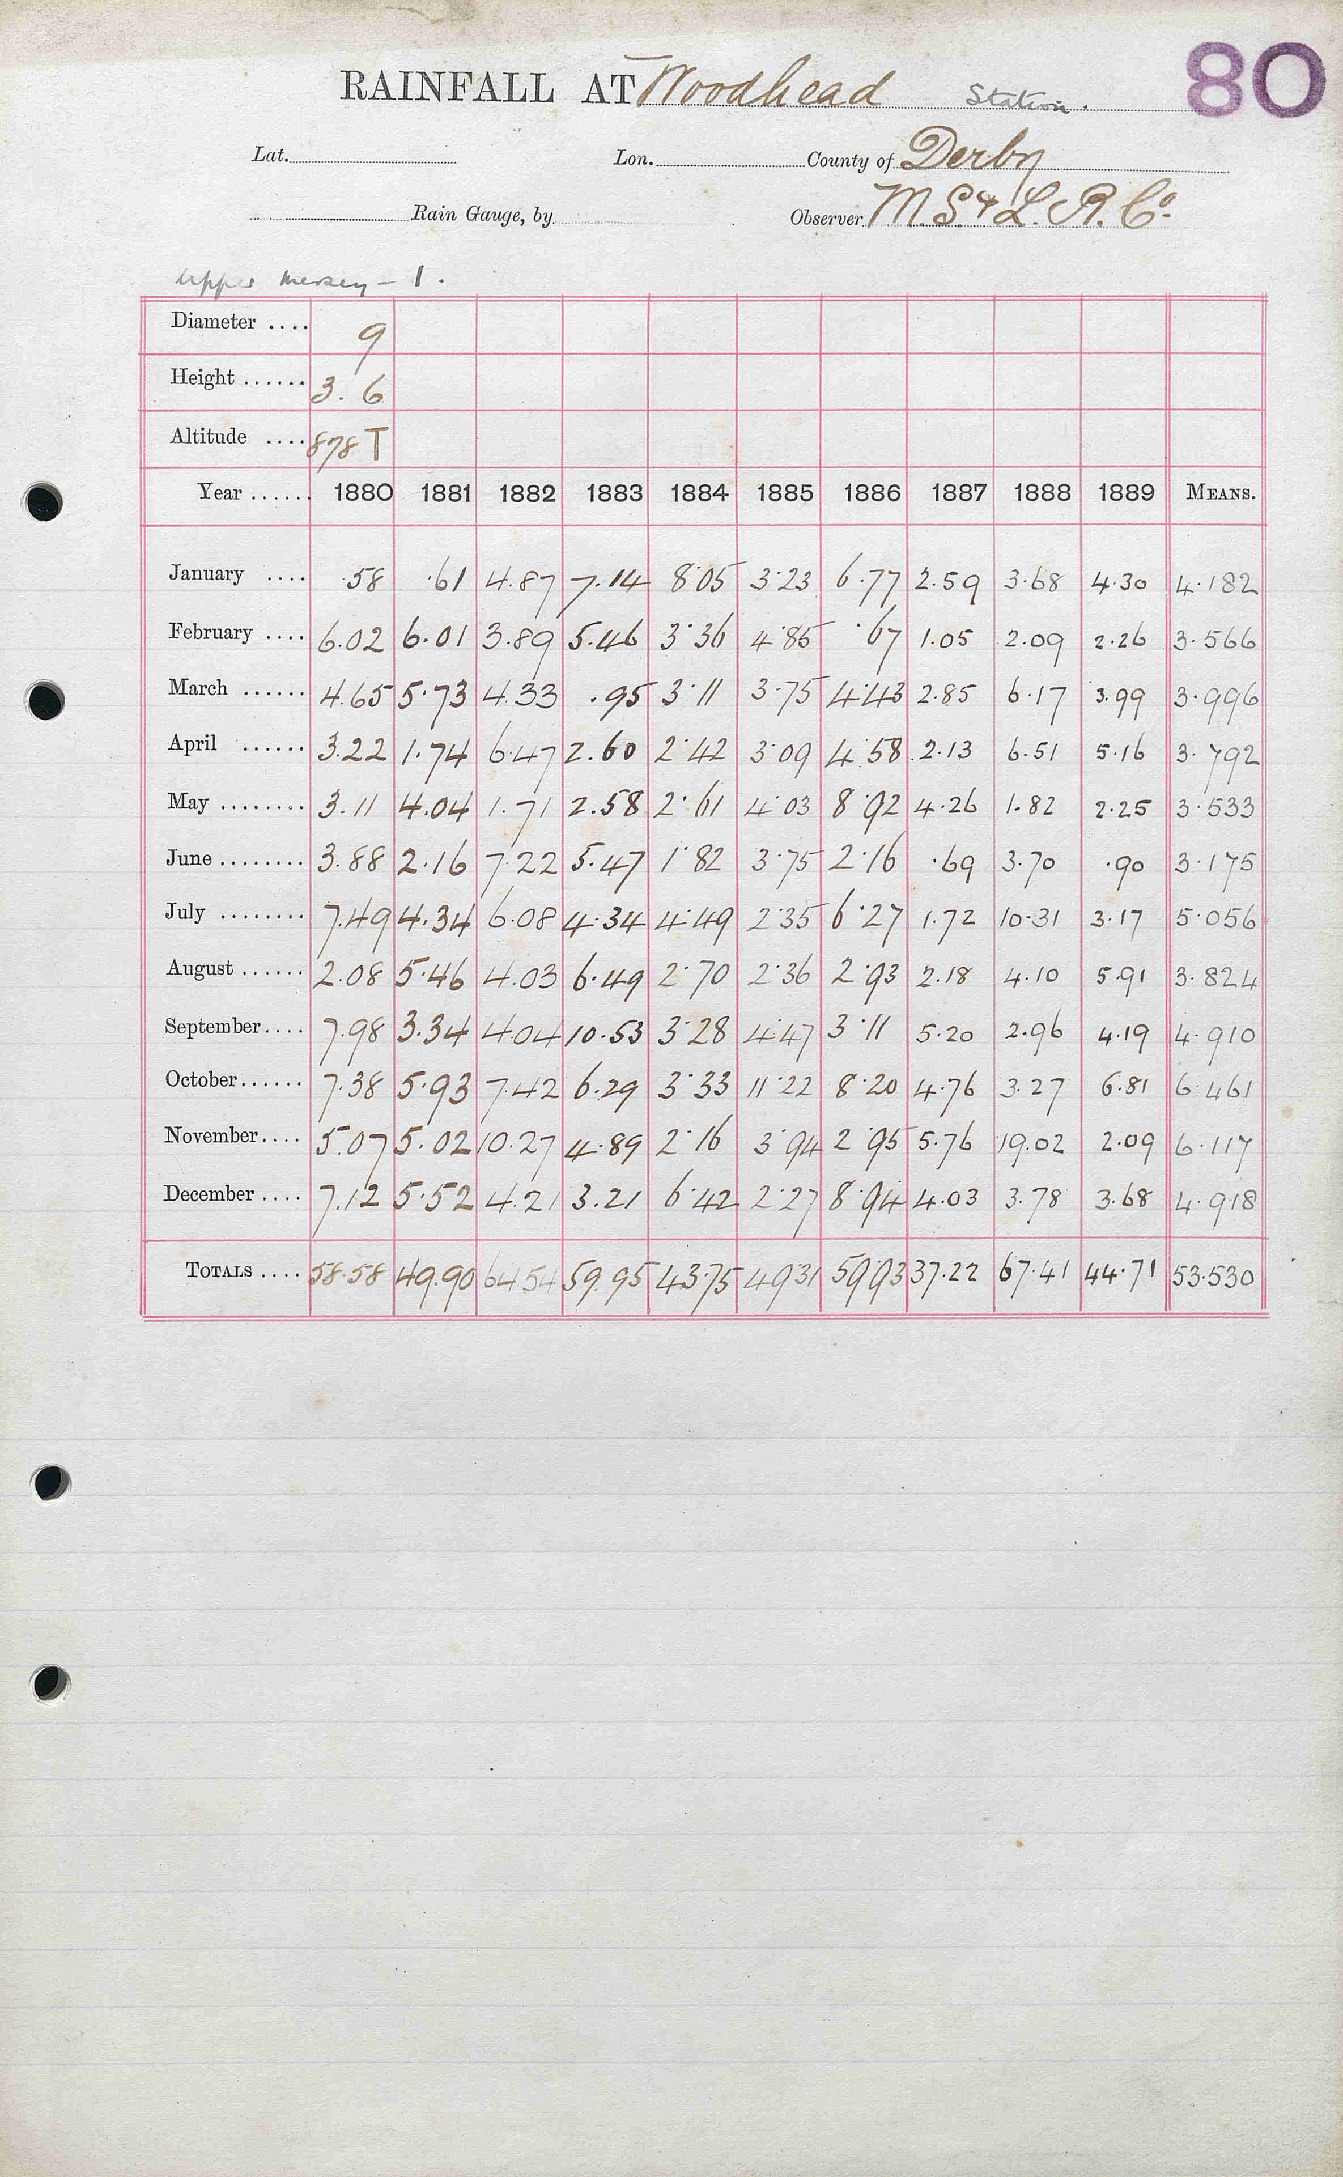 80
RAINFALL AT Woodhead Station.
Lat. Lon. County of Derby
Rain Gauge, by Observer M. S. & L. R. Co.
Upper Mersey – 1.
Diameter .... 9
Height ...... 3. 6
Altitude .... 878 T
Year ...... 1880 1881 1882 1883 1884 1885 1886 1887 1888 1889 MEANS.
January .... .58 .61 4.87 7.14 8.05 3.23 6.77 2.59 3.68 4.30 4.182
February .... 6.02 6.01 3.89 5.46 3.36 4.85 .67 1.05 2.09 2.26 3.566
March ...... 4.65 5.73 4.33 .95 3.11 3.75 4.43 2.85 6.17 3.99 3.996
April ...... 3.22 1.74 6.47 2.60 2.42 3.09 4.58 2.13 6.51 5.16 3.792
May ........ 3.11 4.04 1.71 2.58 2.61 4.03 8.92 4.26 1.82 2.25 3.533
June ........ 3.88 2.16 7.22 5.47 1.82 3.75 2.16 .69 3.70 .90 3.175
July ........ 7.49 4.34 6.08 4.34 4.49 2.35 6.27 1.72 10.31 3.17 5.056
August ...... 2.08 5.46 4.03 6.49 2.70 2.36 2.93 2.18 4.10 5.91 3.824
September.... 7.98 3.34 4.04 10.53 3.28 4.47 3.11 5.20 2.96 4.19 4.910
October...... 7.38 5.93 7.42 6.29 3.33 11.22 8.20 4.76 3.27 6.81 6.461
November.... 5.07 5.02 10.27 4.89 2.16 3.94 2.95 5.76 19.02 2.09 6.117
December .... 7.12 5.52 4.21 3.21 6.42 2.27 8.94 4.03 3.78 3.68 4.918
TOTALS .... 58.58 49.90 64.54 59.95 43.75 49.31 59.93 37.22 67.41 44.71 53.530